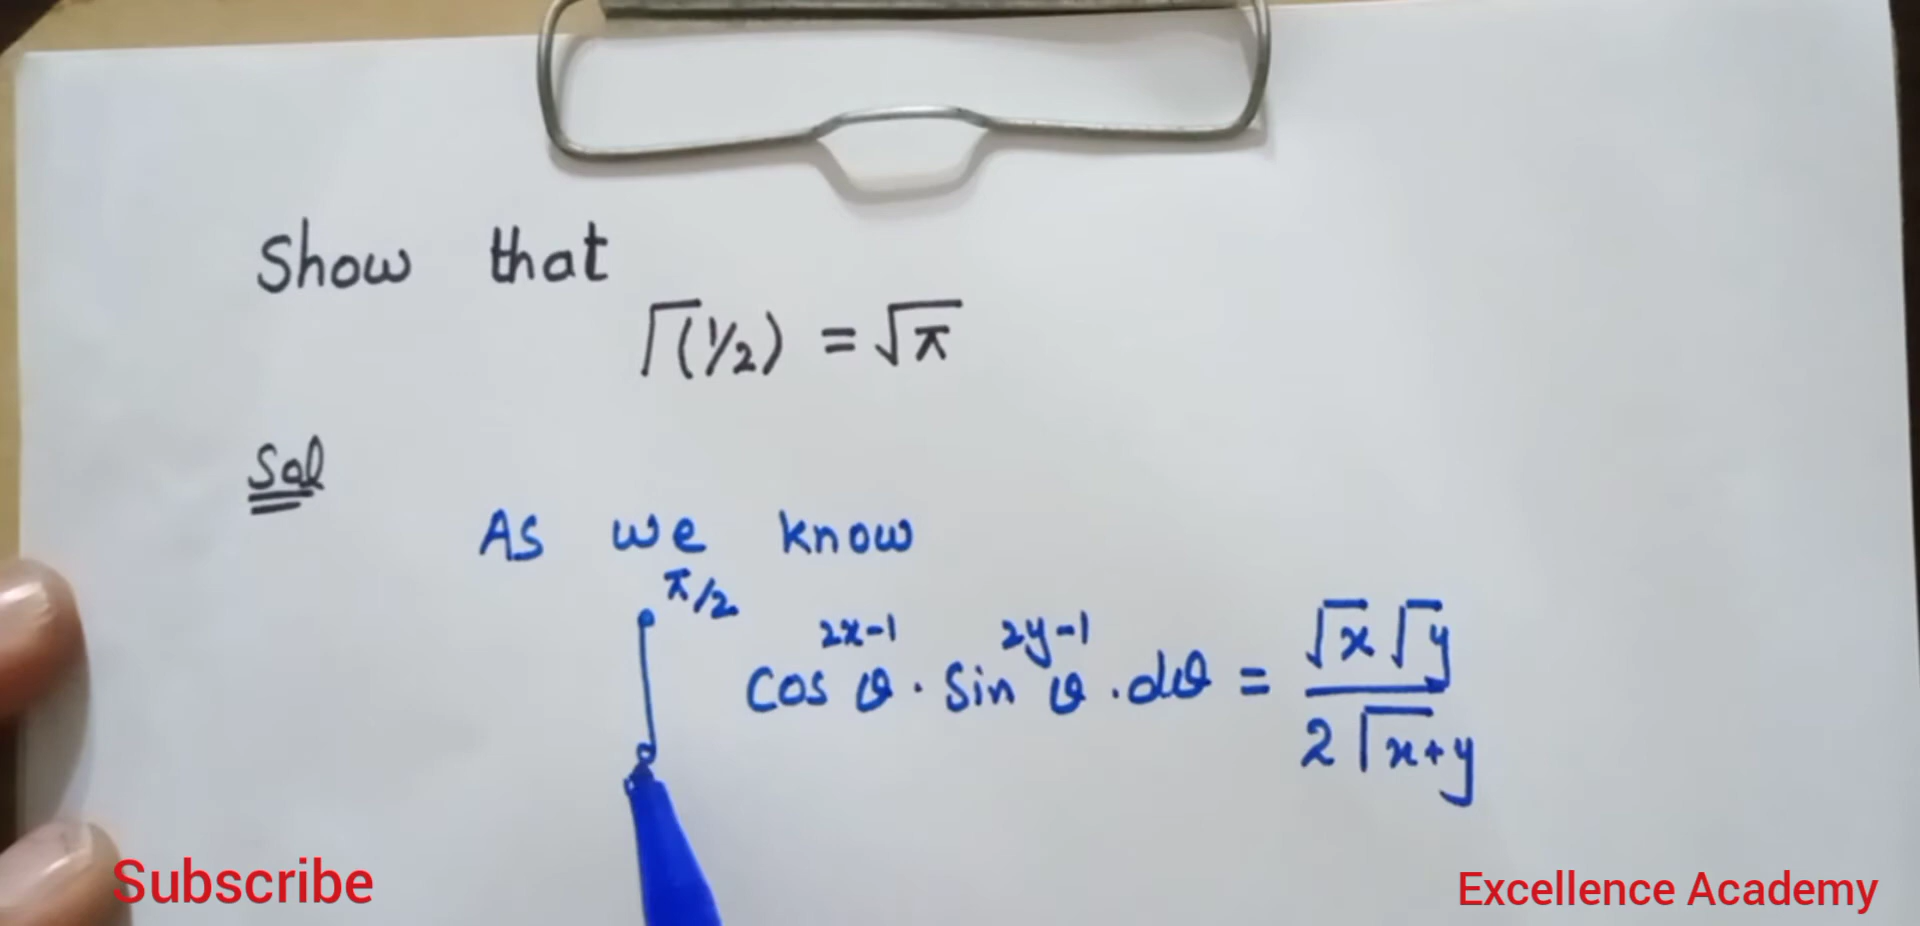 Show that
Γ(1/2) = √π
Sol
As we know
∫₀^π/2 cos^2x-1 θ . sin^2y-1 θ . dθ = Γx Γy / 2 Γx+y
Subscribe
Excellence Academy